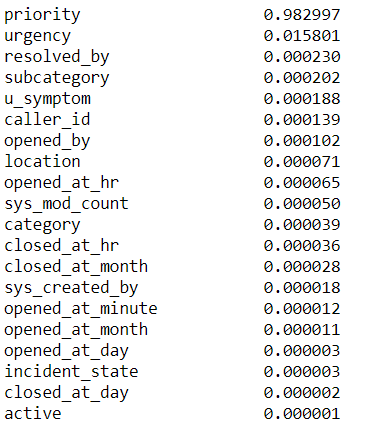 priority 0.982997
urgency 0.015801
resolved_by 0.000230
subcategory 0.000202
u_symptom 0.000188
caller_id 0.000139
opened_by 0.000102
location 0.000071
opened_at_hr 0.000065
sys_mod_count 0.000050
category 0.000039
closed_at_hr 0.000036
closed_at_month 0.000028
sys_created_by 0.000018
opened_at_minute 0.000012
opened_at_month 0.000011
opened_at_day 0.000003
incident_state 0.000003
closed_at_day 0.000002
active 0.000001